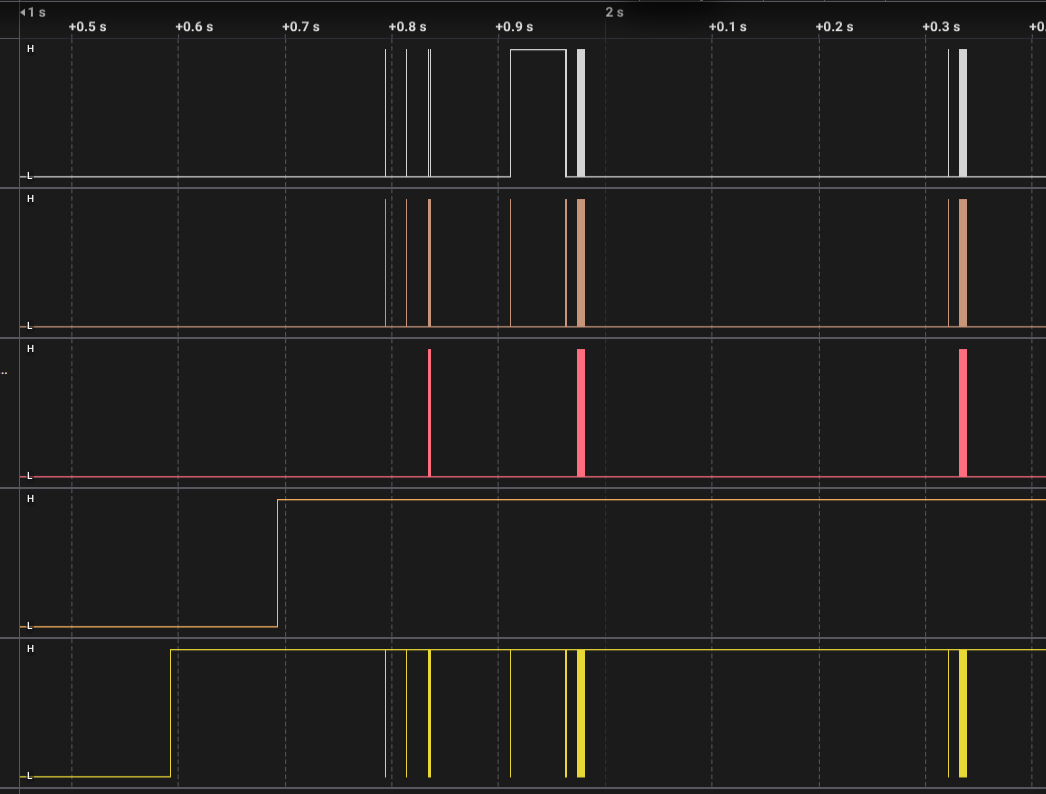 ◂1 s
2 s
+0.5 s
+0.6 s
+0.7 s
+0.8 s
+0.9 s
+0.1 s
+0.2 s
+0.3 s
+0.
H
L
H
L
H
..
L
H
L
H
L